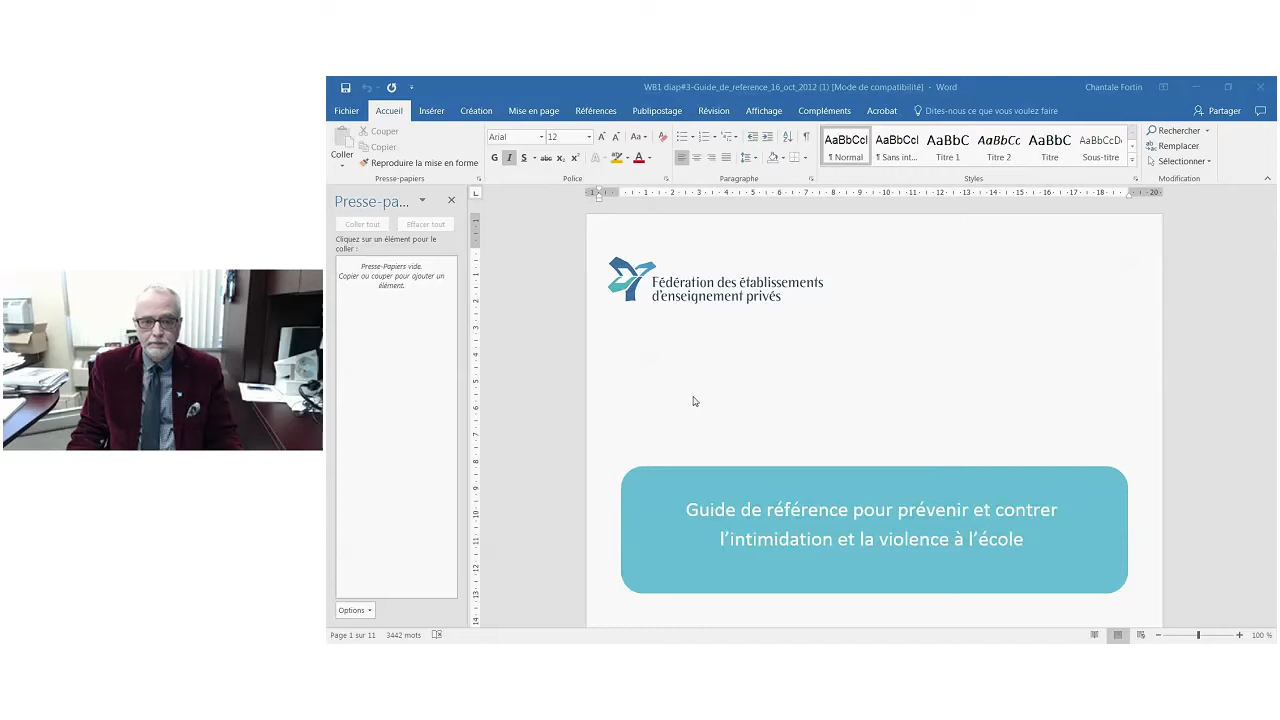 WB1 diap#3-Guide_de_reference_16_oct_2012 (1) [Mode de compatibilité] - Word
Chantale Fortin
Fichier Accueil Insérer Création Mise en page Références Publipostage Révision Affichage Compléments Acrobat Dites-nous ce que vous voulez faire Partager
Coller
Couper
Copier
Reproduire la mise en forme
Presse-papiers
Arial 12 Aa
G I S abc x₂ x²
Police
Paragraphe
AaBbCcI AaBbCcI AaBbC AaBbCc AaBbC AaBbCcD
¶ Normal ¶ Sans int... Titre 1 Titre 2 Titre Sous-titre
Styles
Rechercher
Remplacer
Sélectionner
Modification
Presse-pa...
Coller tout Effacer tout
Cliquez sur un élément pour le
coller :
Presse-Papiers vide.
Copier ou couper pour ajouter un
élément.
Options
Fédération des établissements
d'enseignement privés
Guide de référence pour prévenir et contrer
l'intimidation et la violence à l'école
Page 1 sur 11 3442 mots
100 %